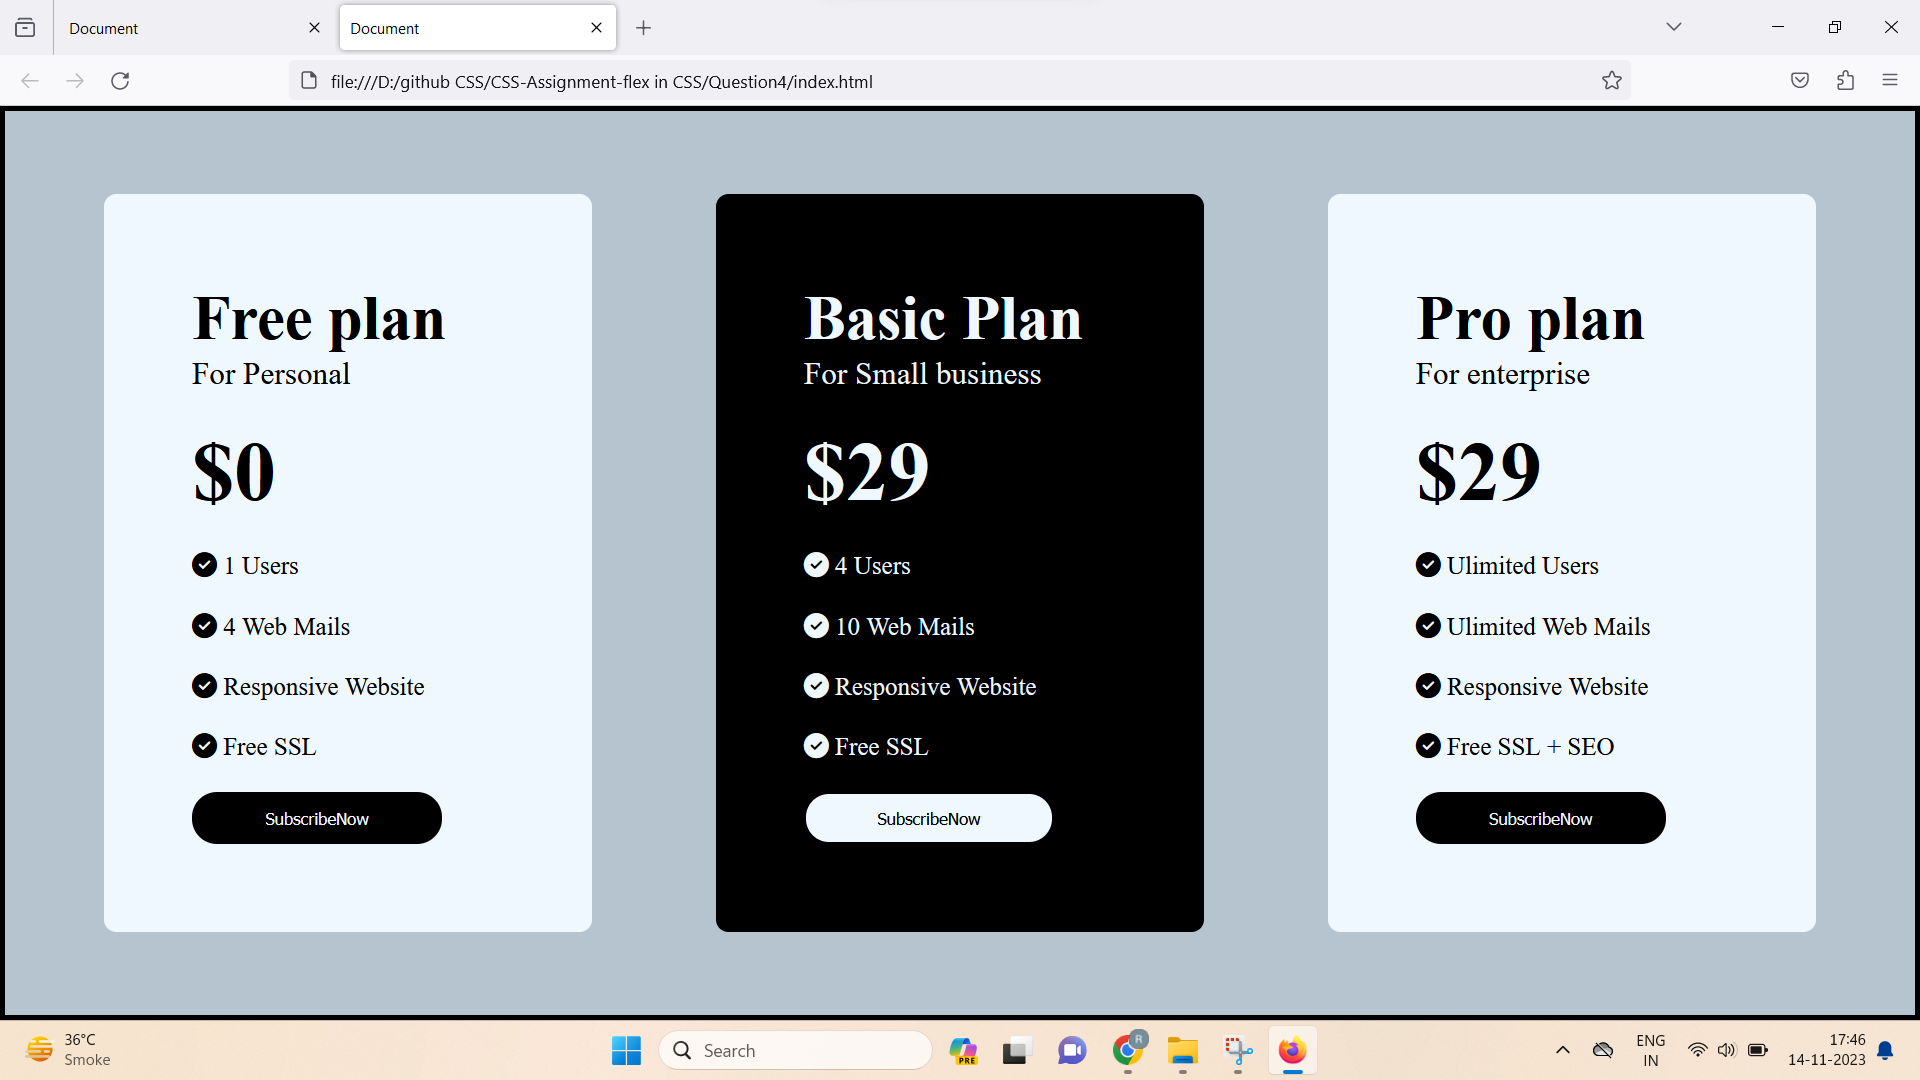 Document
Document
file:///D:/github CSS/CSS-Assignment-flex in CSS/Question4/index.html
Free plan
For Personal
$0
1 Users
4 Web Mails
Responsive Website
Free SSL
SubscribeNow
Basic Plan
For Small business
$29
4 Users
10 Web Mails
Responsive Website
Free SSL
SubscribeNow
Pro plan
For enterprise
$29
Ulimited Users
Ulimited Web Mails
Responsive Website
Free SSL + SEO
SubscribeNow
36°C
Smoke
Search
PRE
R
ENG
IN
17:46
14-11-2023